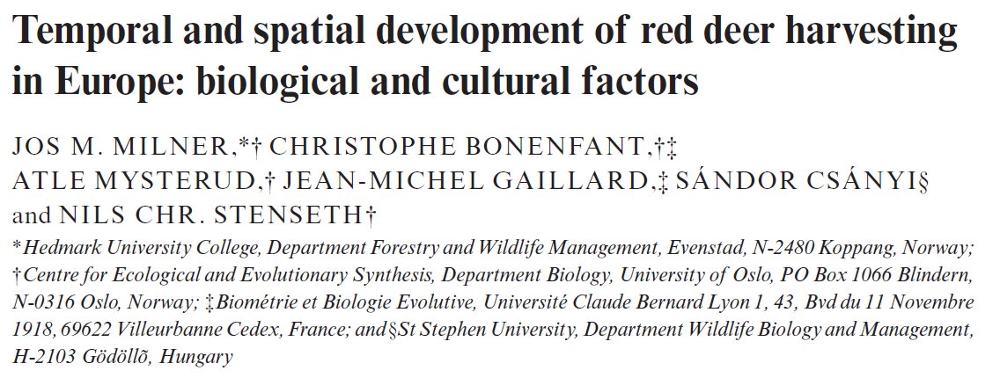 Temporal and spatial development of red deer harvesting
in Europe: biological and cultural factors
JOS M. MILNER,*† CHRISTOPHE BONENFANT,†‡
ATLE MYSTERUD,† JEAN-MICHEL GAILLARD,‡ SÁNDOR CSÁNYI§
and NILS CHR. STENSETH†
*Hedmark University College, Department Forestry and Wildlife Management, Evenstad, N-2480 Koppang, Norway;
†Centre for Ecological and Evolutionary Synthesis, Department Biology, University of Oslo, PO Box 1066 Blindern,
N-0316 Oslo, Norway; ‡Biométrie et Biologie Evolutive, Université Claude Bernard Lyon 1, 43, Bvd du 11 Novembre
1918, 69622 Villeurbanne Cedex, France; and §St Stephen University, Department Wildlife Biology and Management,
H-2103 Gödöllõ, Hungary